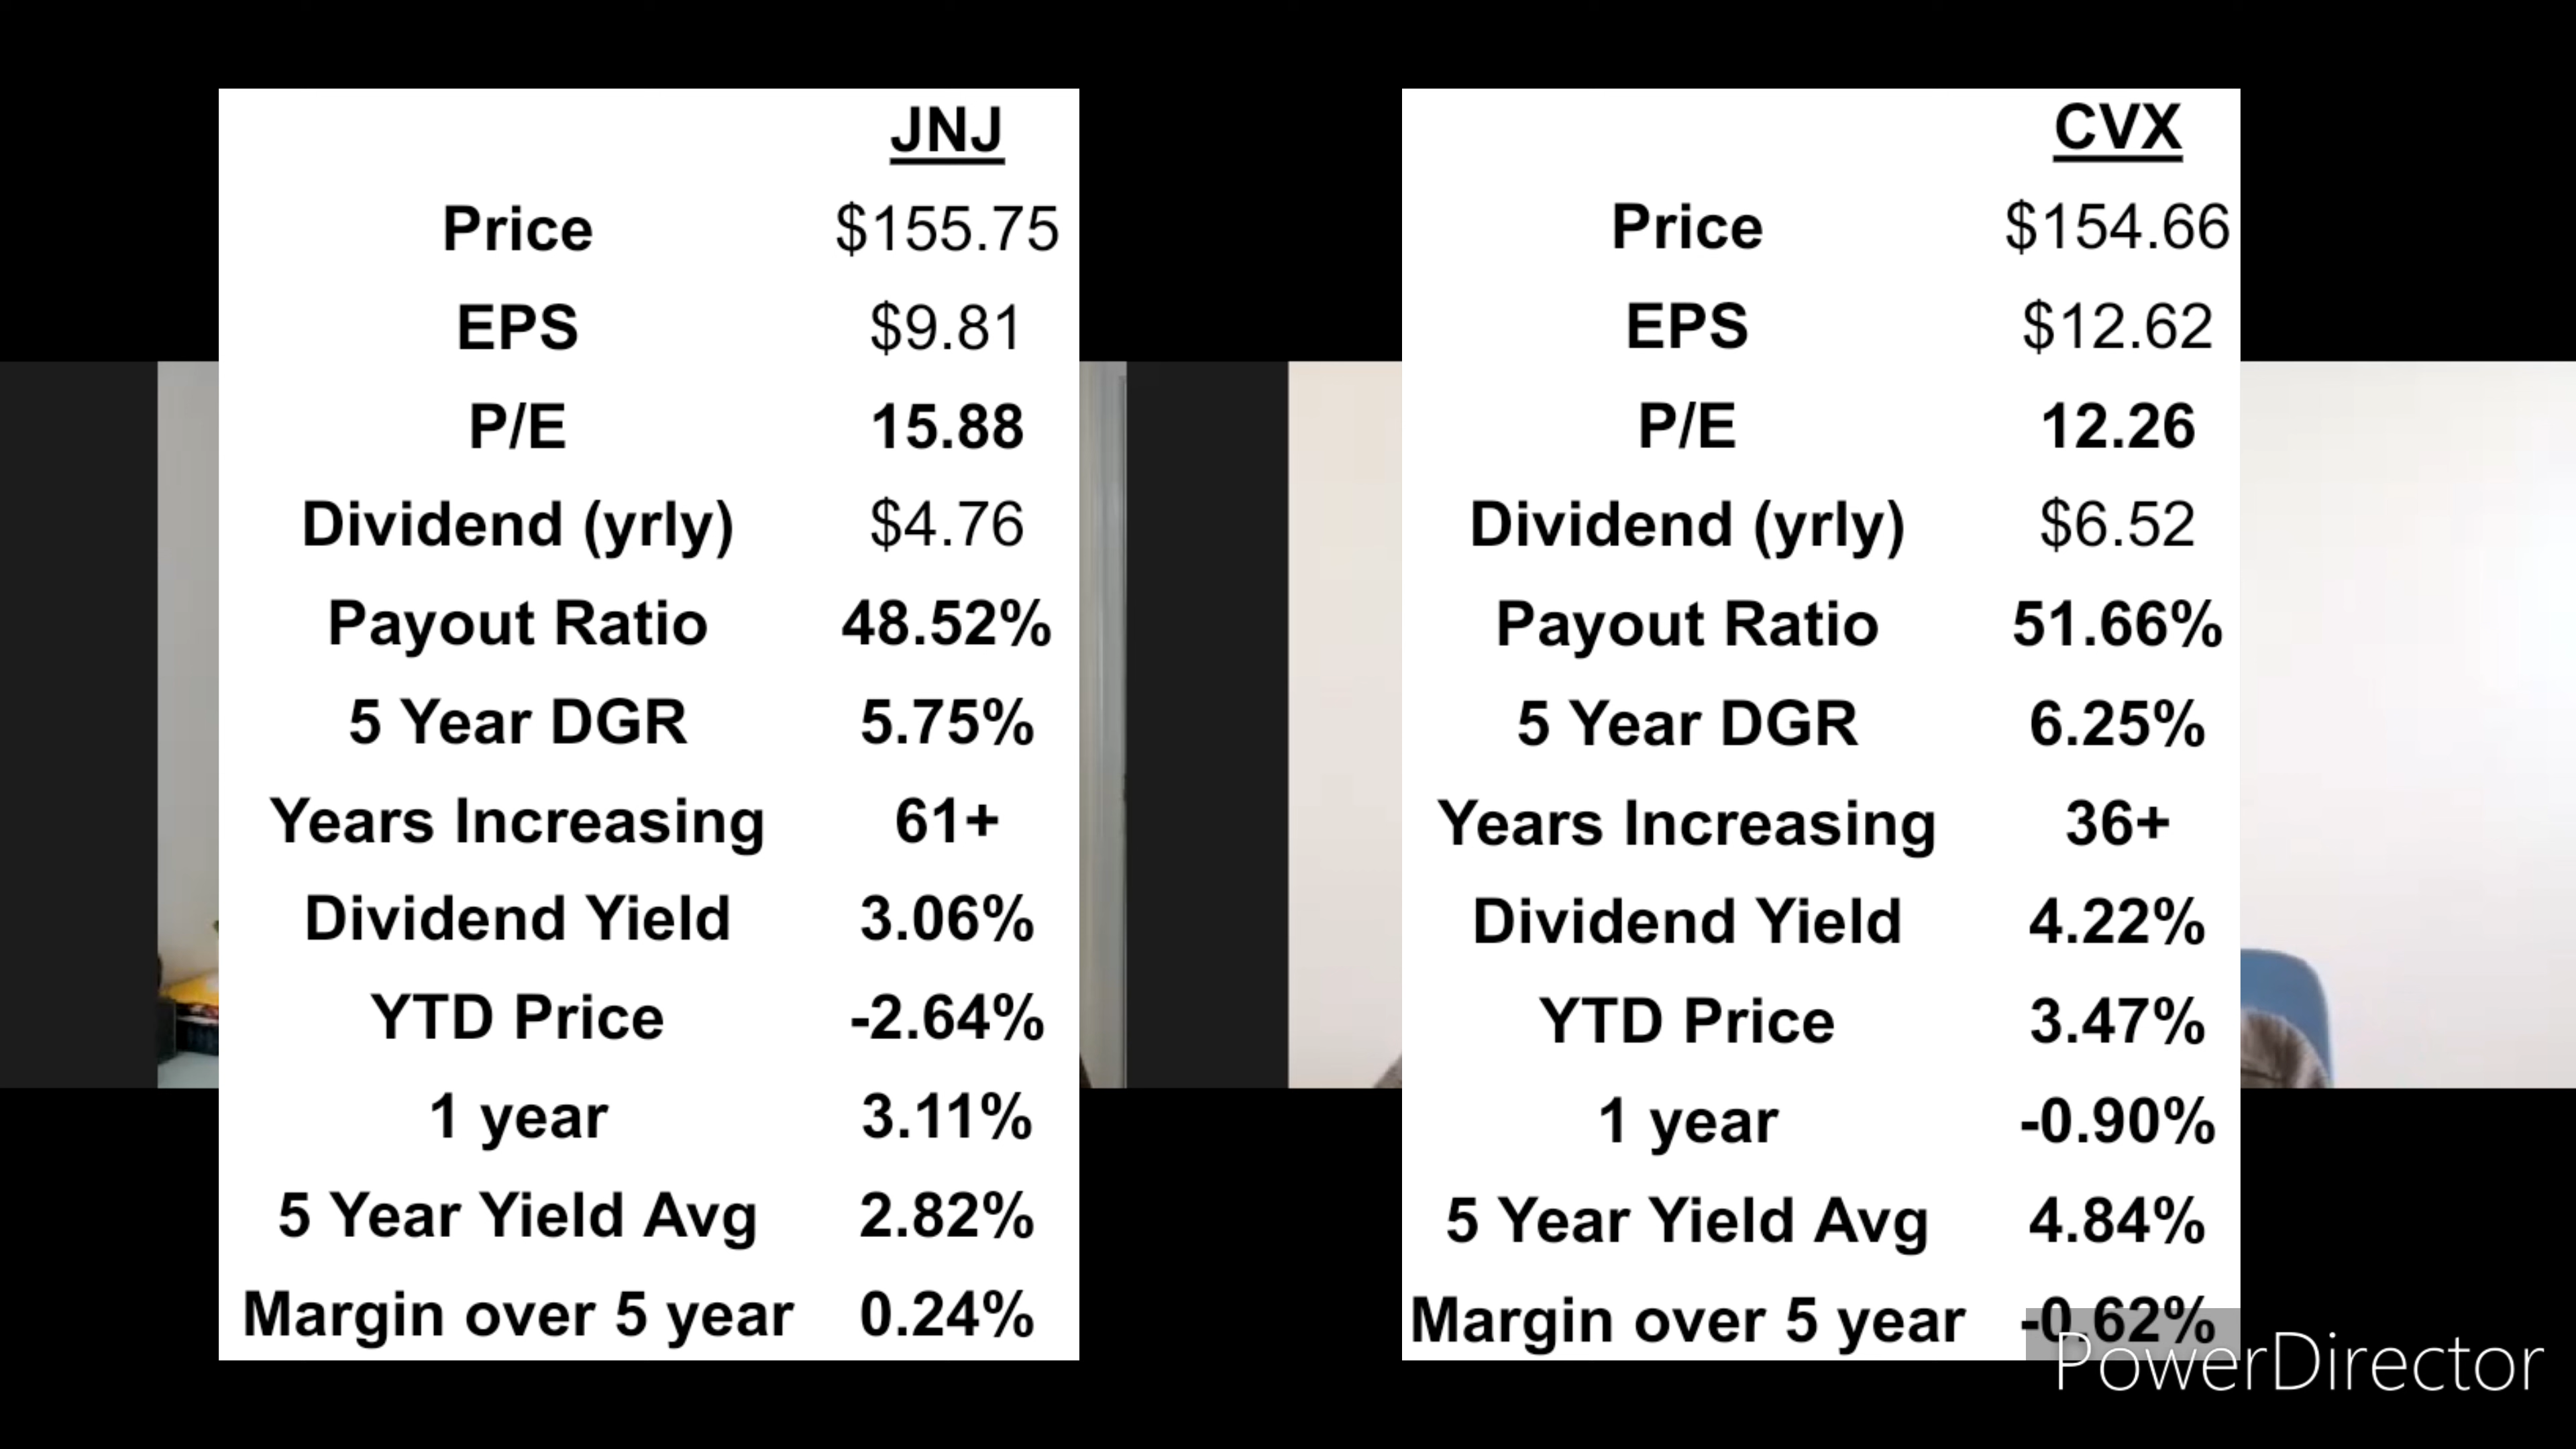 JNJ
Price $155.75
EPS $9.81
P/E 15.88
Dividend (yrly) $4.76
Payout Ratio 48.52%
5 Year DGR 5.75%
Years Increasing 61+
Dividend Yield 3.06%
YTD Price -2.64%
1 year 3.11%
5 Year Yield Avg 2.82%
Margin over 5 year 0.24%
CVX
Price $154.66
EPS $12.62
P/E 12.26
Dividend (yrly) $6.52
Payout Ratio 51.66%
5 Year DGR 6.25%
Years Increasing 36+
Dividend Yield 4.22%
YTD Price 3.47%
1 year -0.90%
5 Year Yield Avg 4.84%
Margin over 5 year -0.62%
PowerDirector